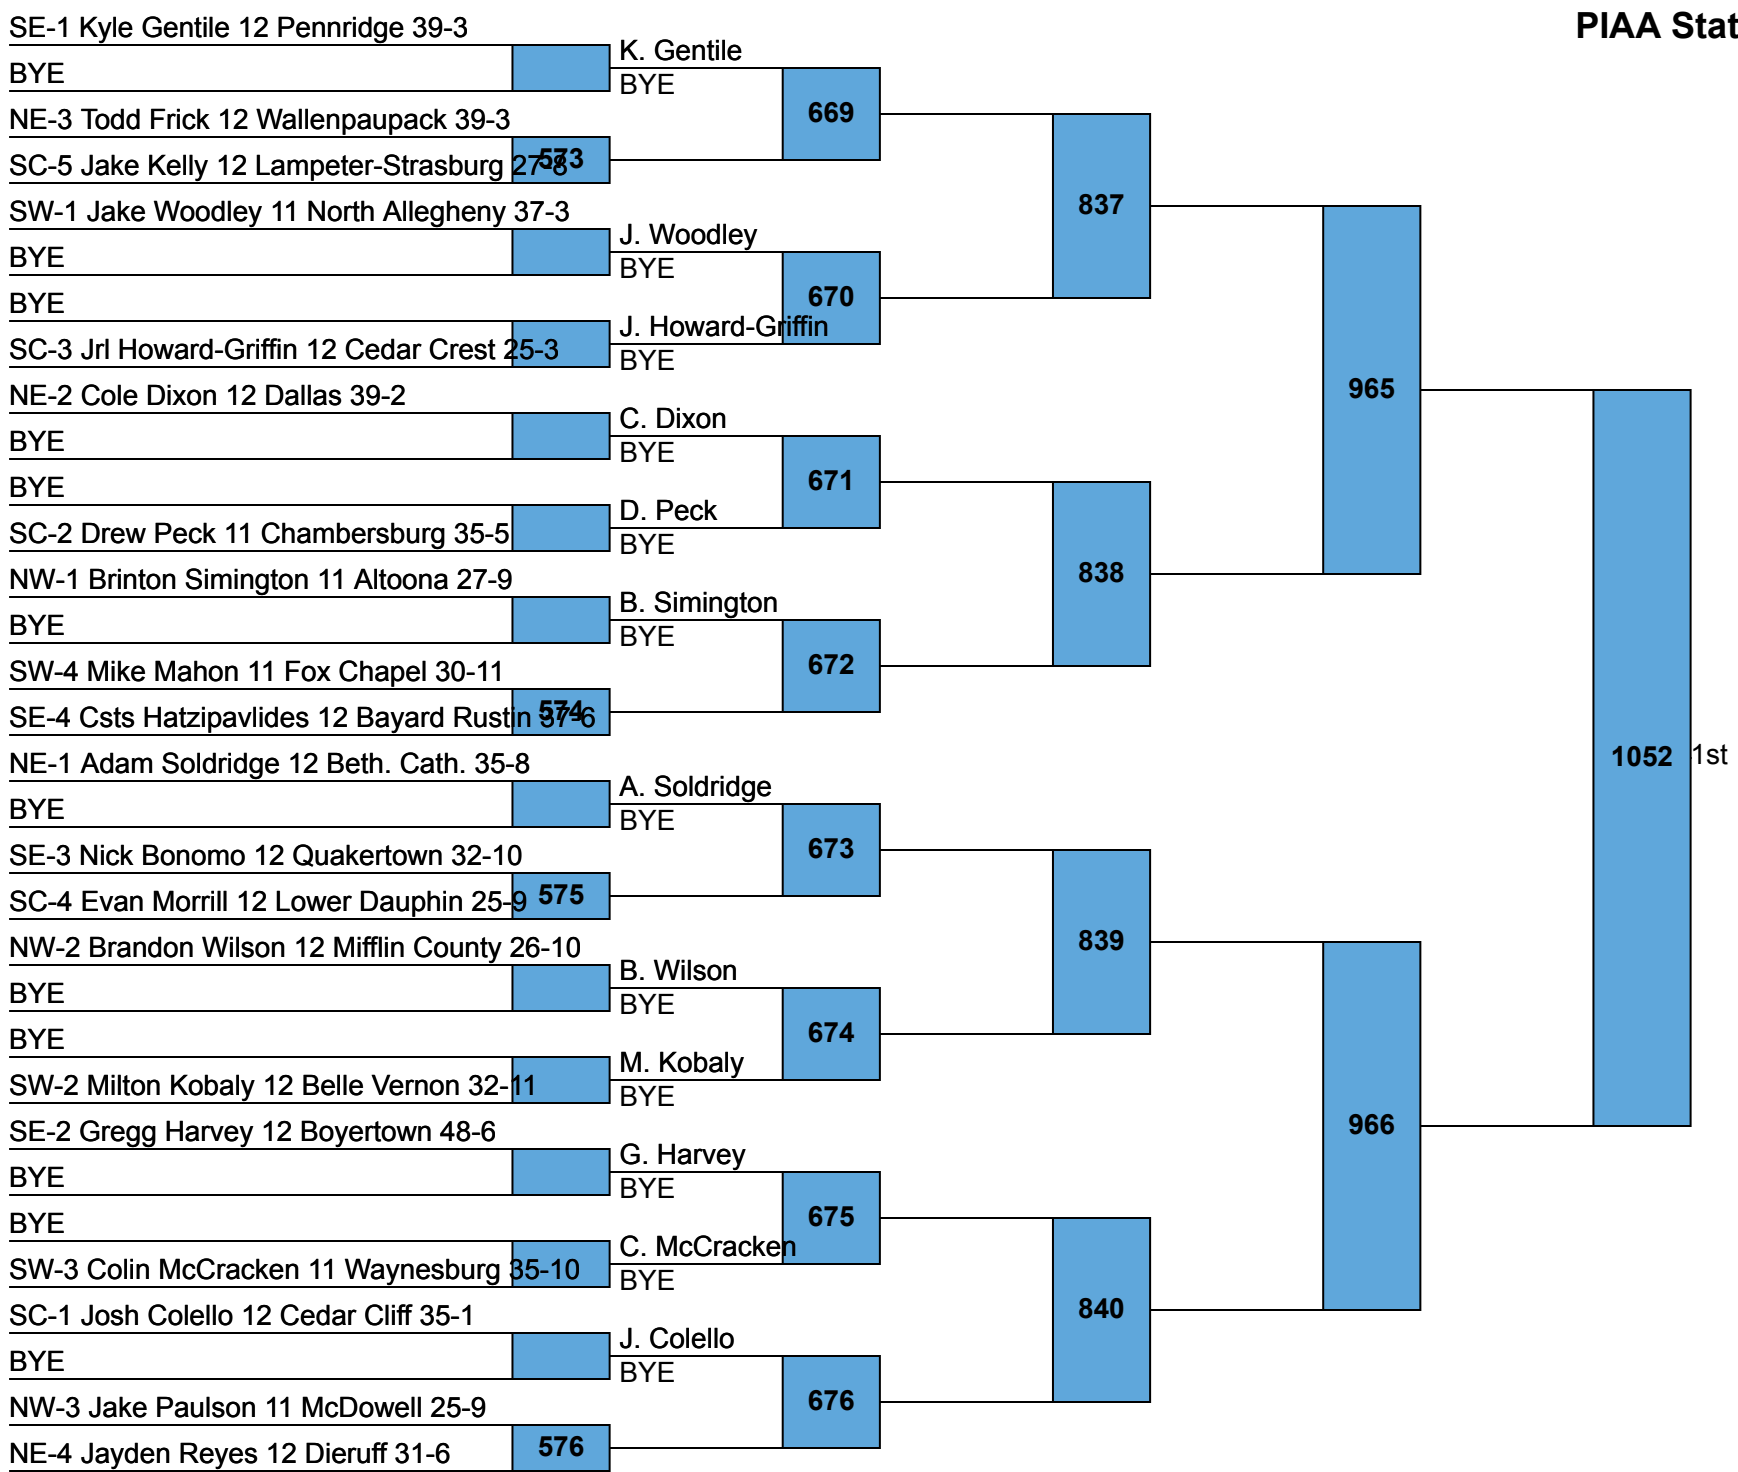 PIAA Stat
SE-1 Kyle Gentile 12 Pennridge 39-3
BYE
NE-3 Todd Frick 12 Wallenpaupack 39-3
SC-5 Jake Kelly 12 Lampeter-Strasburg 27-8
573
SW-1 Jake Woodley 11 North Allegheny 37-3
BYE
BYE
SC-3 Jrl Howard-Griffin 12 Cedar Crest 25-3
NE-2 Cole Dixon 12 Dallas 39-2
BYE
BYE
SC-2 Drew Peck 11 Chambersburg 35-5
NW-1 Brinton Simington 11 Altoona 27-9
BYE
SW-4 Mike Mahon 11 Fox Chapel 30-11
SE-4 Csts Hatzipavlides 12 Bayard Rustin 37-6
574
NE-1 Adam Soldridge 12 Beth. Cath. 35-8
BYE
SE-3 Nick Bonomo 12 Quakertown 32-10
SC-4 Evan Morrill 12 Lower Dauphin 25-9
575
NW-2 Brandon Wilson 12 Mifflin County 26-10
BYE
BYE
SW-2 Milton Kobaly 12 Belle Vernon 32-11
SE-2 Gregg Harvey 12 Boyertown 48-6
BYE
BYE
SW-3 Colin McCracken 11 Waynesburg 35-10
SC-1 Josh Colello 12 Cedar Cliff 35-1
BYE
NW-3 Jake Paulson 11 McDowell 25-9
NE-4 Jayden Reyes 12 Dieruff 31-6
576
K. Gentile
BYE
669
J. Woodley
BYE
670
J. Howard-Griffin
BYE
C. Dixon
BYE
671
D. Peck
BYE
B. Simington
BYE
672
A. Soldridge
BYE
673
B. Wilson
BYE
674
M. Kobaly
BYE
G. Harvey
BYE
675
C. McCracken
BYE
J. Colello
BYE
676
837
838
839
840
965
966
1052
1st